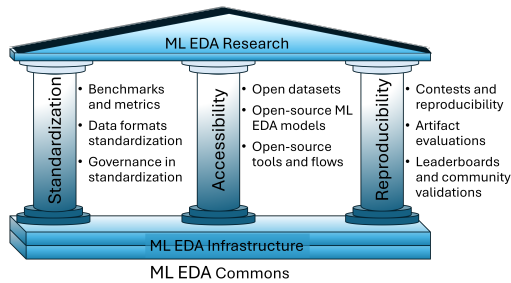 ML EDA Research
Standardization
• Benchmarks
and metrics
• Data formats
standardization
• Governance in
standardization
Accessibility
• Open datasets
• Open-source ML
EDA models
• Open-source
tools and flows
Reproducibility
• Contests and
reproducibility
• Artifact
evaluations
• Leaderboards
and community
validations
ML EDA Infrastructure
ML EDA Commons